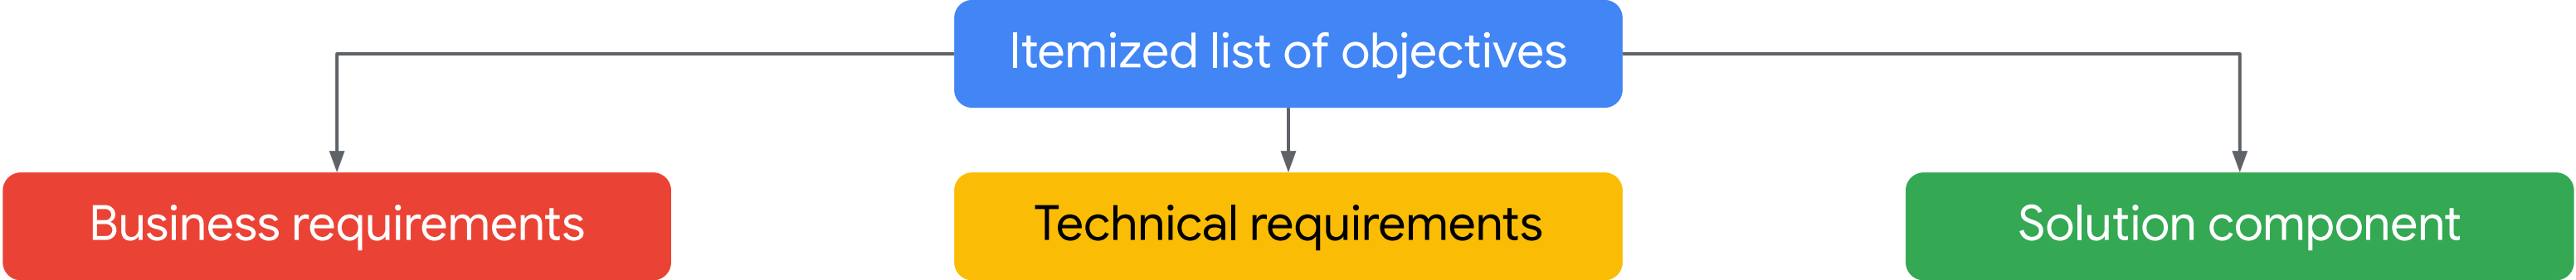 Itemized list of objectives
Business requirements
Technical requirements
Solution component